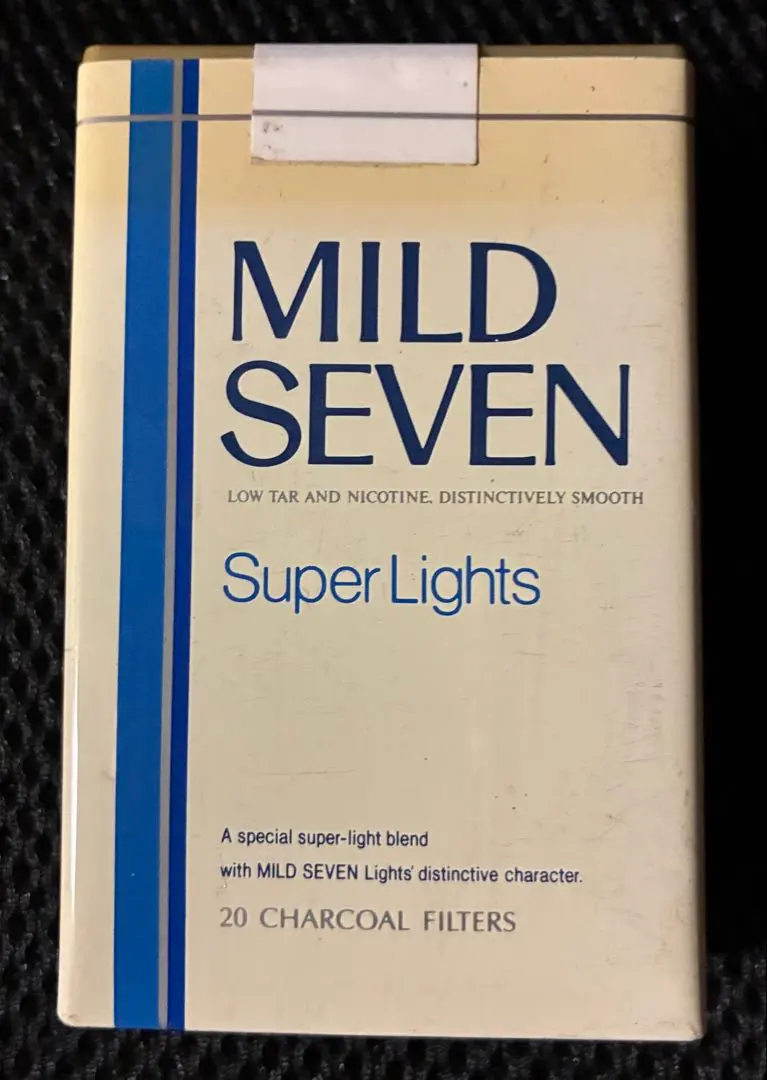 MILD
SEVEN
LOW TAR AND NICOTINE, DISTINCTIVELY SMOOTH
Super Lights
A special super-light blend
with MILD SEVEN Lights' distinctive character.
20 CHARCOAL FILTERS